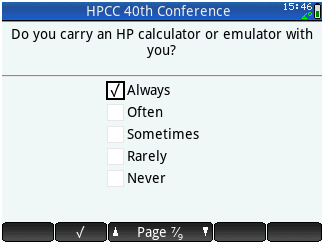 HPCC 40th Conference
15:46
Do you carry an HP calculator or emulator with
you?
√ Always
Often
Sometimes
Rarely
Never
√
Page 7/9